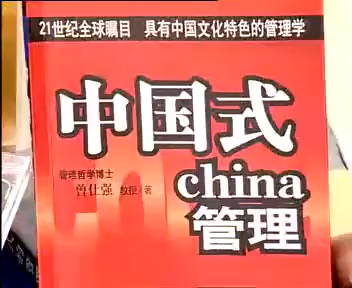 21世纪全球瞩目 具有中国文化特色的管理学
中国式
china
管理哲学博士
曾仕强 教授 著
管理